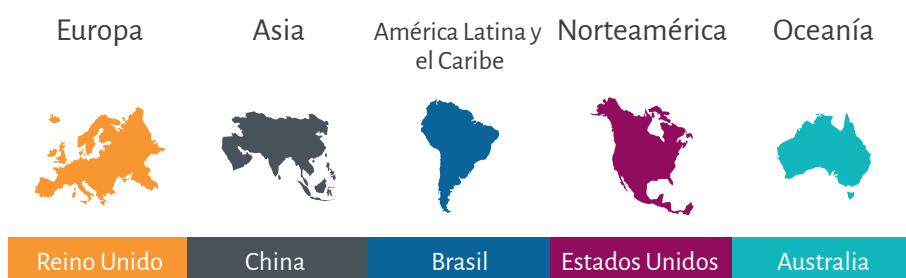 Europa
Asia
América Latina y
el Caribe
Norteamérica
Oceanía
Reino Unido
China
Brasil
Estados Unidos
Australia